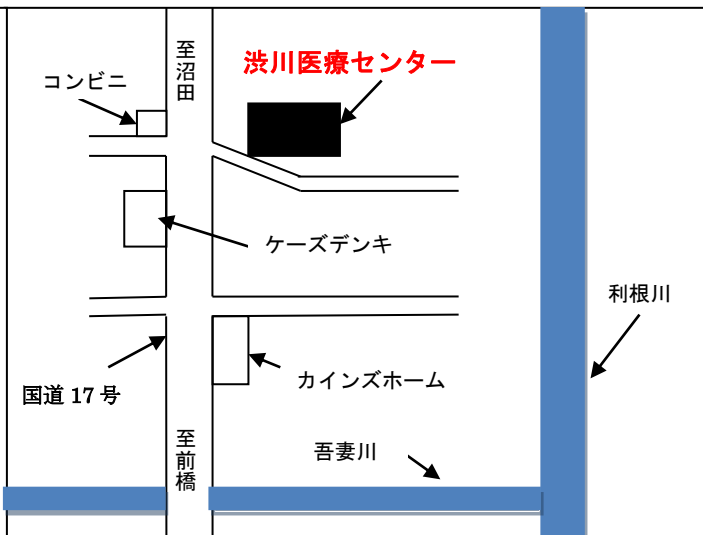 至沼田
渋川医療センター
コンビニ
ケーズデンキ
利根川
カインズホーム
国道 17 号
至前橋
吾妻川